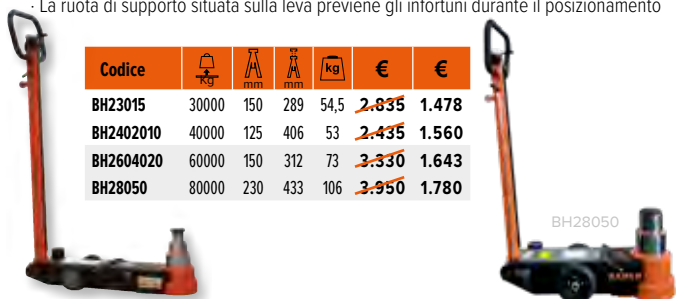 · La ruota di supporto situata sulla leva previene gli infortuni durante il posizionamento
Codice kg mm mm kg € €
BH23015 30000 150 289 54,5 2.835 1.478
BH2402010 40000 125 406 53 2.435 1.560
BH2604020 60000 150 312 73 3.330 1.643
BH28050 80000 230 433 106 3.950 1.780
BH28050
BAHCO